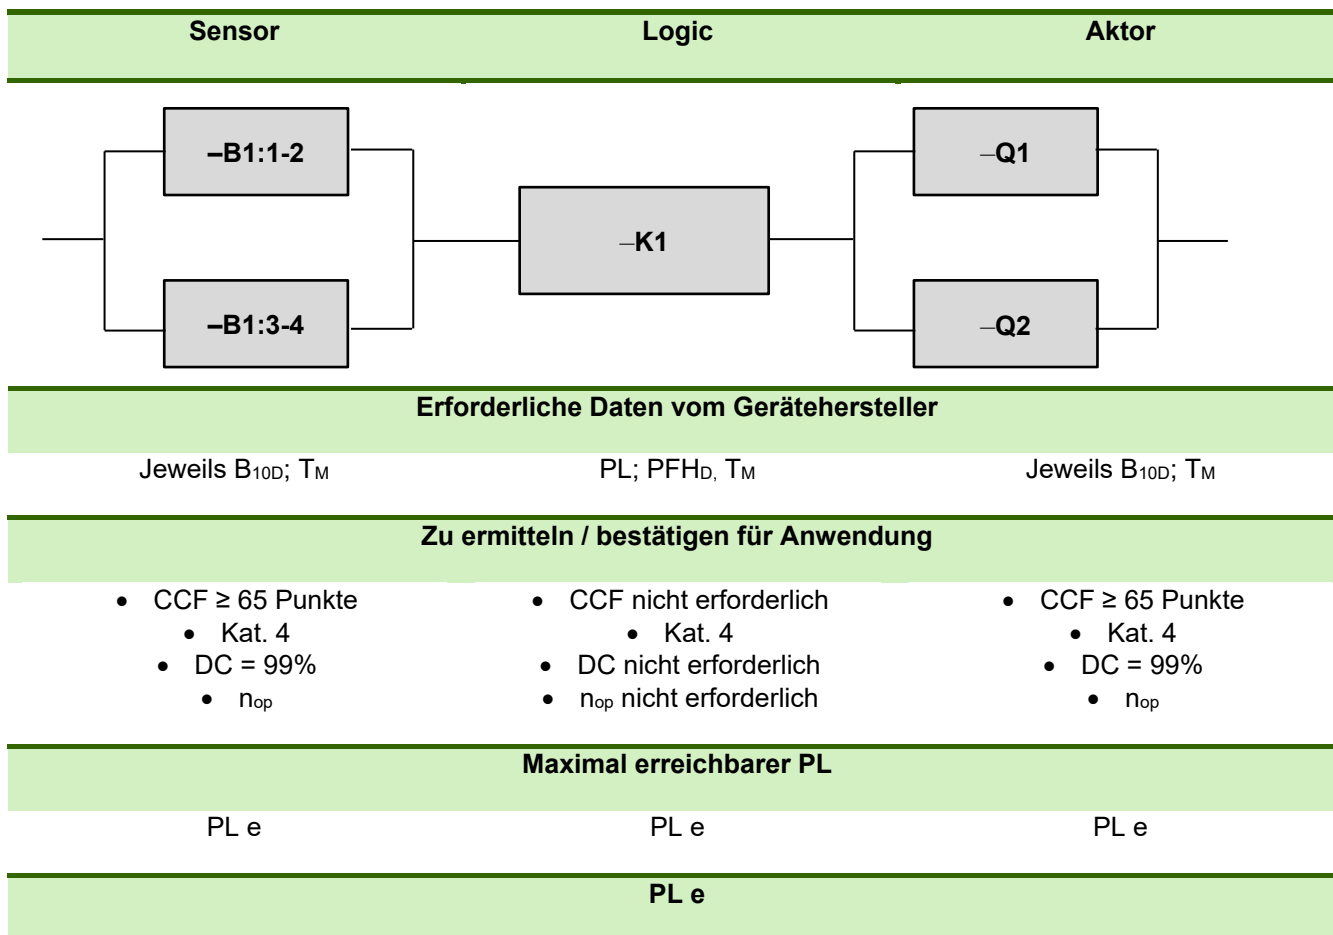 Sensor Logic Aktor
–B1:1-2 –Q1
–K1
–B1:3-4 –Q2
Erforderliche Daten vom Gerätehersteller
Jeweils B10D; TM PL; PFHD, TM Jeweils B10D; TM
Zu ermitteln / bestätigen für Anwendung
• CCF ≥ 65 Punkte • CCF nicht erforderlich • CCF ≥ 65 Punkte
• Kat. 4 • Kat. 4 • Kat. 4
• DC = 99% • DC nicht erforderlich • DC = 99%
• nop • nop nicht erforderlich • nop
Maximal erreichbarer PL
PL e PL e PL e
PL e